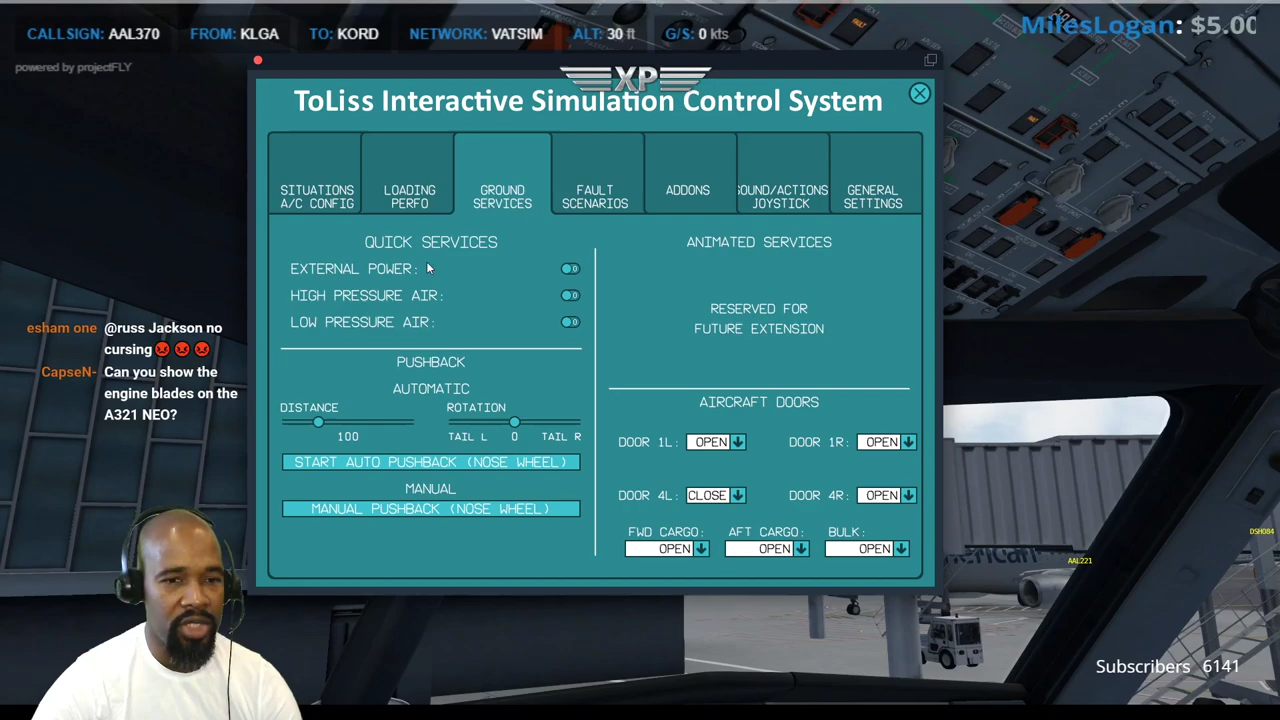 CALLSIGN: AAL370 FROM: KLGA TO: KORD NETWORK: VATSIM ALT: 30 ft G/S: 0 kts
MilesLogan: $5.00
powered by projectFLY
XP
ToLiss Interactive Simulation Control System
SITUATIONS
A/C CONFIG
LOADING
PERFO
GROUND
SERVICES
FAULT
SCENARIOS
ADDONS
SOUND/ACTIONS
JOYSTICK
GENERAL
SETTINGS
QUICK SERVICES
EXTERNAL POWER:
HIGH PRESSURE AIR:
LOW PRESSURE AIR:
PUSHBACK
AUTOMATIC
DISTANCE ROTATION
100 TAIL L 0 TAIL R
START AUTO PUSHBACK (NOSE WHEEL)
MANUAL
MANUAL PUSHBACK (NOSE WHEEL)
ANIMATED SERVICES
RESERVED FOR
FUTURE EXTENSION
AIRCRAFT DOORS
DOOR 1L: OPEN DOOR 1R: OPEN
DOOR 4L: CLOSE DOOR 4R: OPEN
FWD CARGO: AFT CARGO: BULK:
OPEN OPEN OPEN
esham one @russ Jackson no
cursing
CapseN- Can you show the
engine blades on the
A321 NEO?
DSH084
AAL221
Subscribers 6141